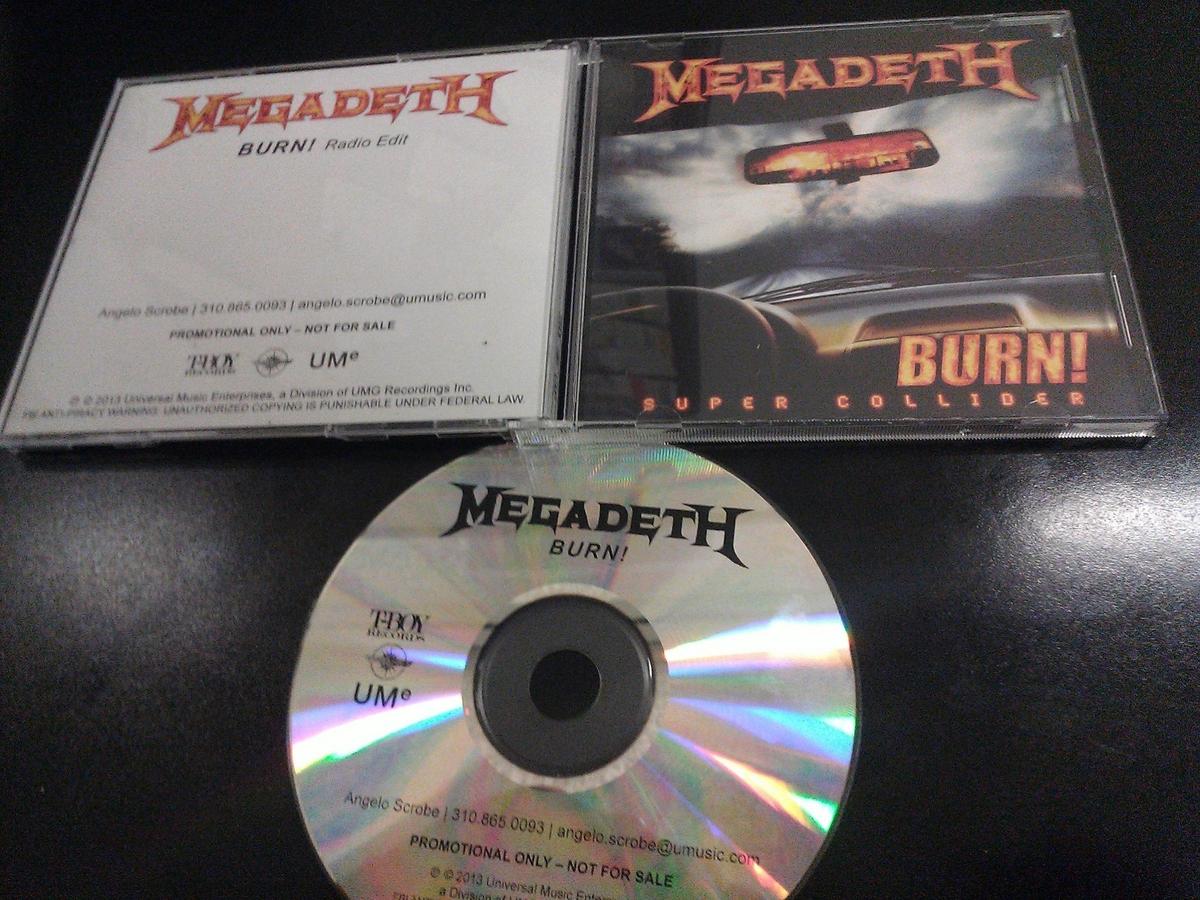 MEGADETH
BURN! Radio Edit
Angelo Scrobe | 310.865.0093 | angelo.scrobe@umusic.com
PROMOTIONAL ONLY – NOT FOR SALE
T-BOY
RECORDS
UMe
℗ © 2013 Universal Music Enterprises, a Division of UMG Recordings Inc.
FBI ANTI-PIRACY WARNING: UNAUTHORIZED COPYING IS PUNISHABLE UNDER FEDERAL LAW
MEGADETH
BURN!
SUPER COLLIDER
MEGADETH
BURN!
T-BOY
RECORDS
UMe
Angelo Scrobe | 310.865.0093 | angelo.scrobe@umusic.com
PROMOTIONAL ONLY – NOT FOR SALE
℗ © 2013 Universal Music
a Division of